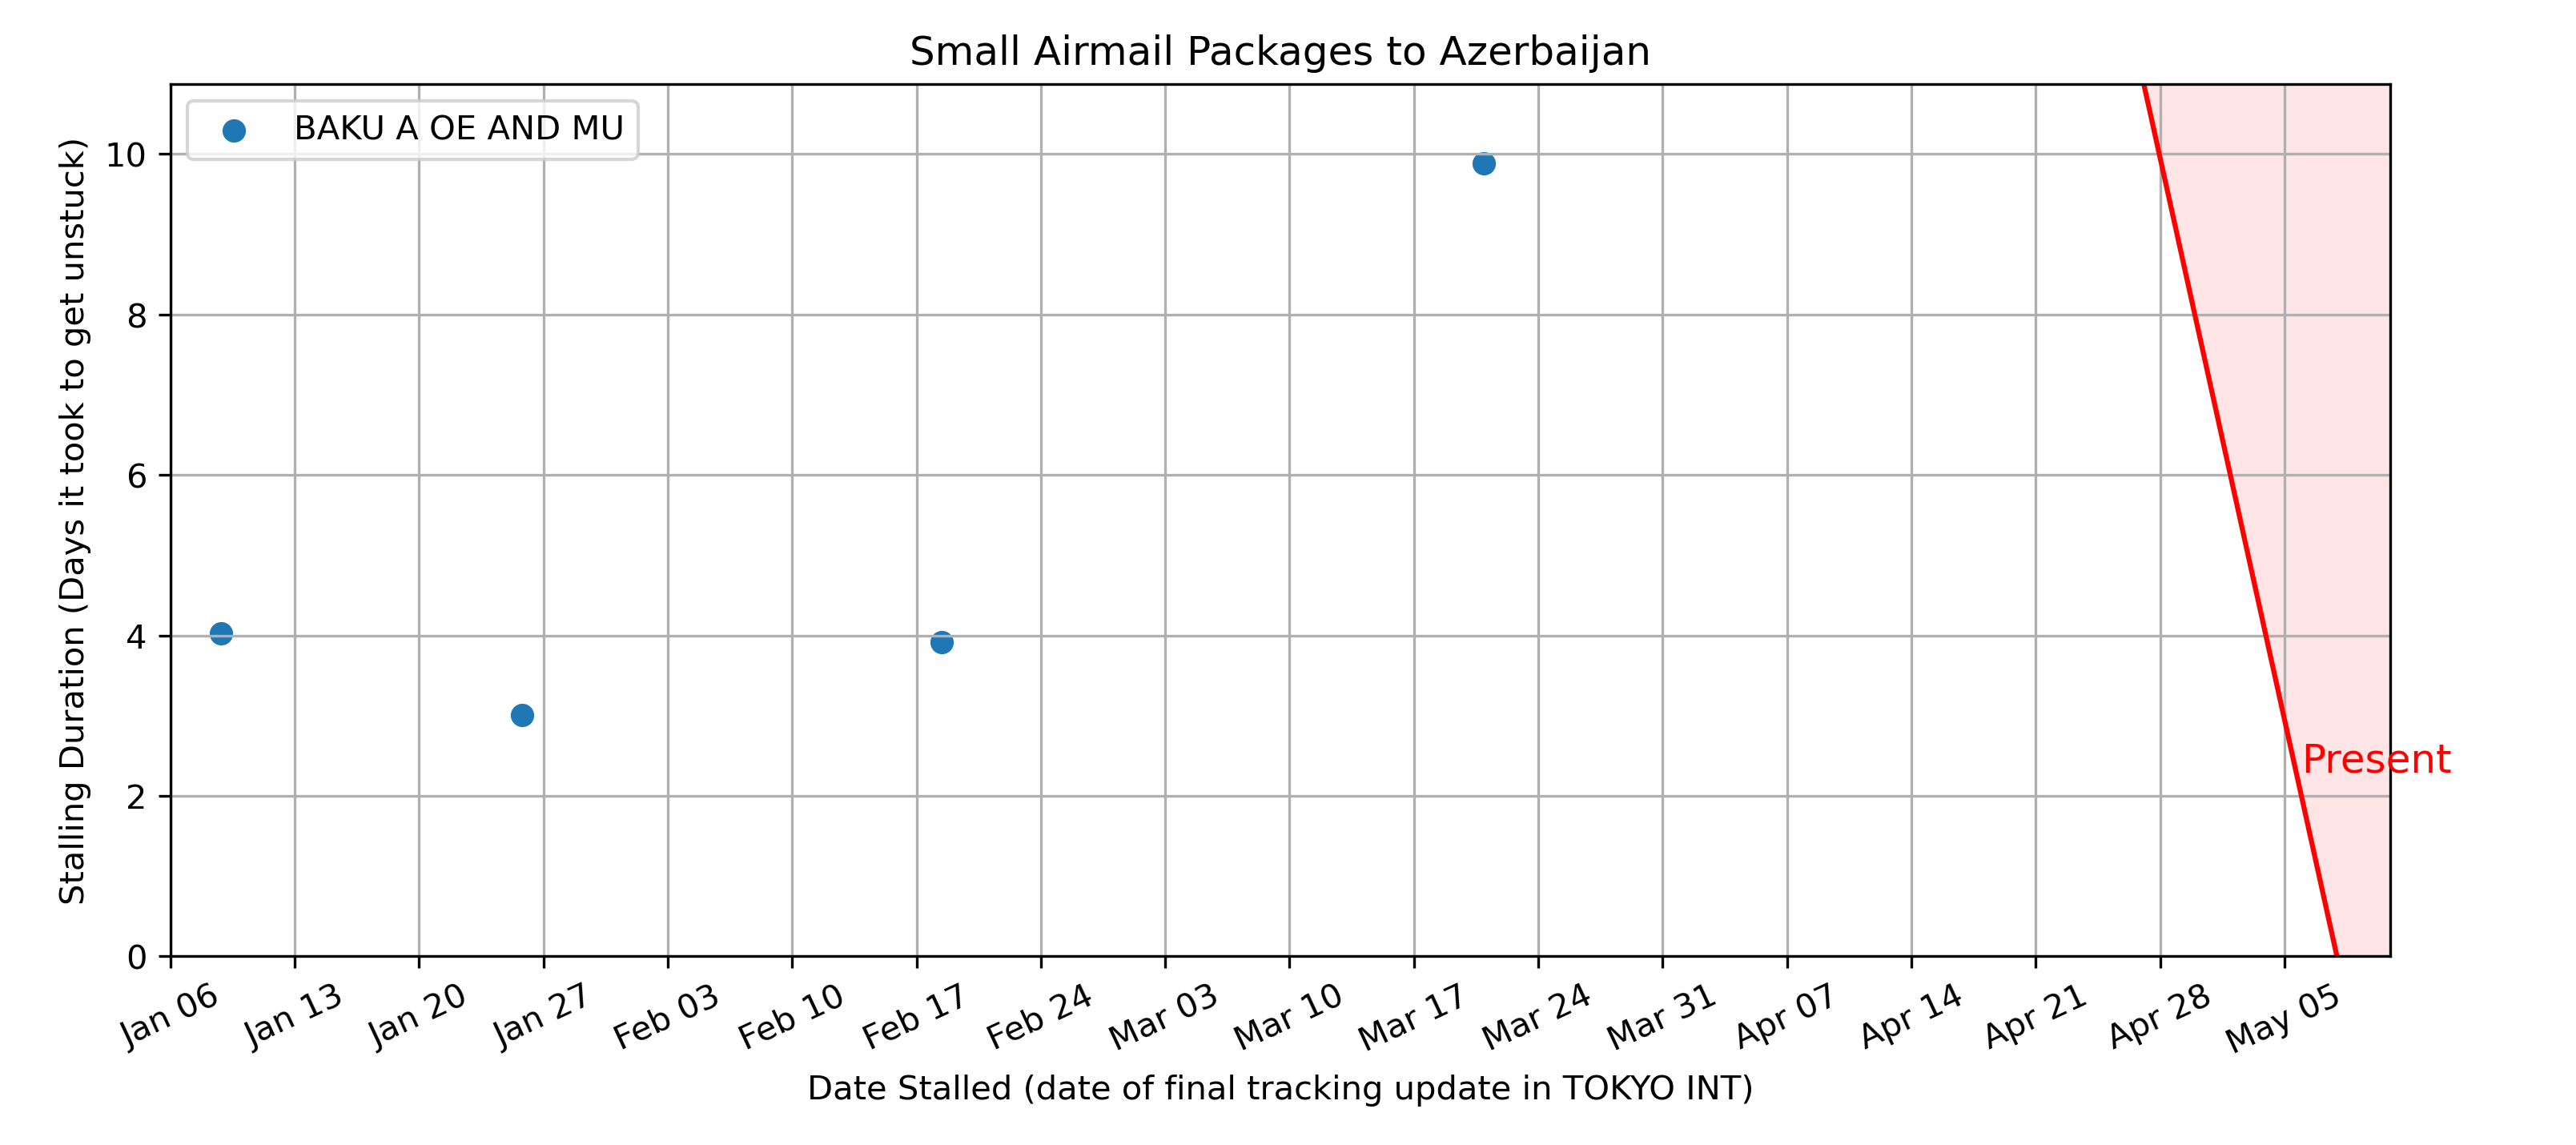 Small Airmail Packages to Azerbaijan
BAKU A OE AND MU
Stalling Duration (Days it took to get unstuck)
10
8
6
4
2
0
Present
Jan 06
Jan 13
Jan 20
Jan 27
Feb 03
Feb 10
Feb 17
Feb 24
Mar 03
Mar 10
Mar 17
Mar 24
Mar 31
Apr 07
Apr 14
Apr 21
Apr 28
May 05
Date Stalled (date of final tracking update in TOKYO INT)